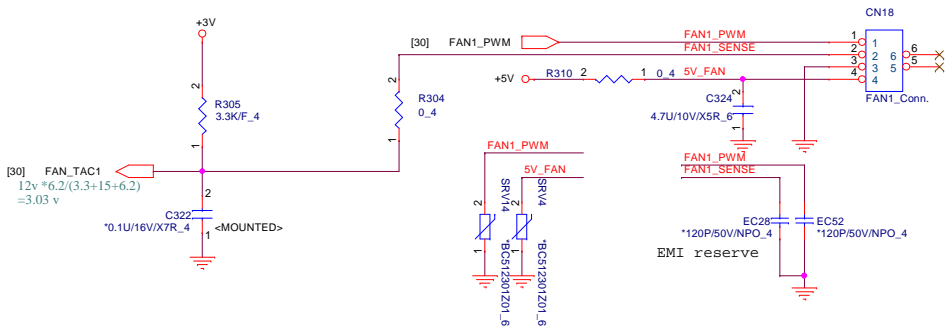 CN18
+3V
[30] FAN1_PWM
FAN1_PWM
1
1
FAN1_SENSE
2
2
6
6
3
3
5
5
4
4
FAN1_Conn.
+5V
R310
2
1
0_4
5V_FAN
2
R305
3.3K/F_4
1
2
R304
0_4
1
C324
2
4.7U/10V/X5R_6
1
[30] FAN_TAC1
12v *6.2/(3.3+15+6.2)
=3.03 v
2
C322
*0.1U/16V/X7R_4
1
<MOUNTED>
FAN1_PWM
5V_FAN
2
SRV14
*BC512301Z01_6
1
2
SRV4
*BC512301Z01_6
1
FAN1_PWM
FAN1_SENSE
EC28
*120P/50V/NPO_4
EC52
*120P/50V/NPO_4
EMI reserve